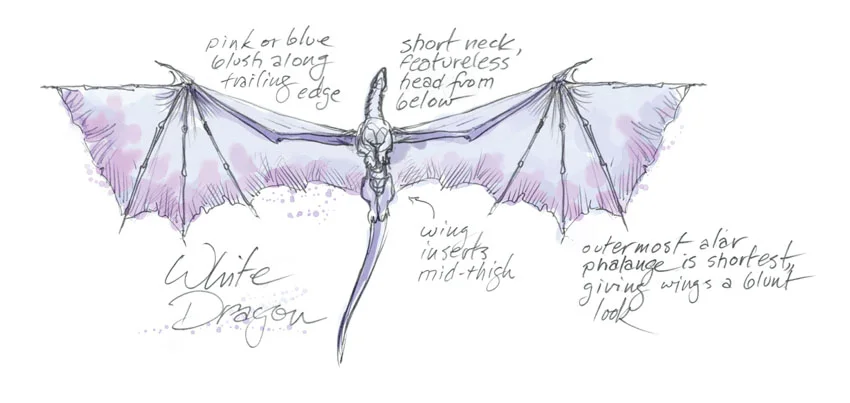 pink or blue
blush along
trailing
edge
short neck,
featureless
head from
below
wing
inserts
mid-thigh
outermost alar
phalange is shortest,
giving wings a blunt
look
White
Dragon